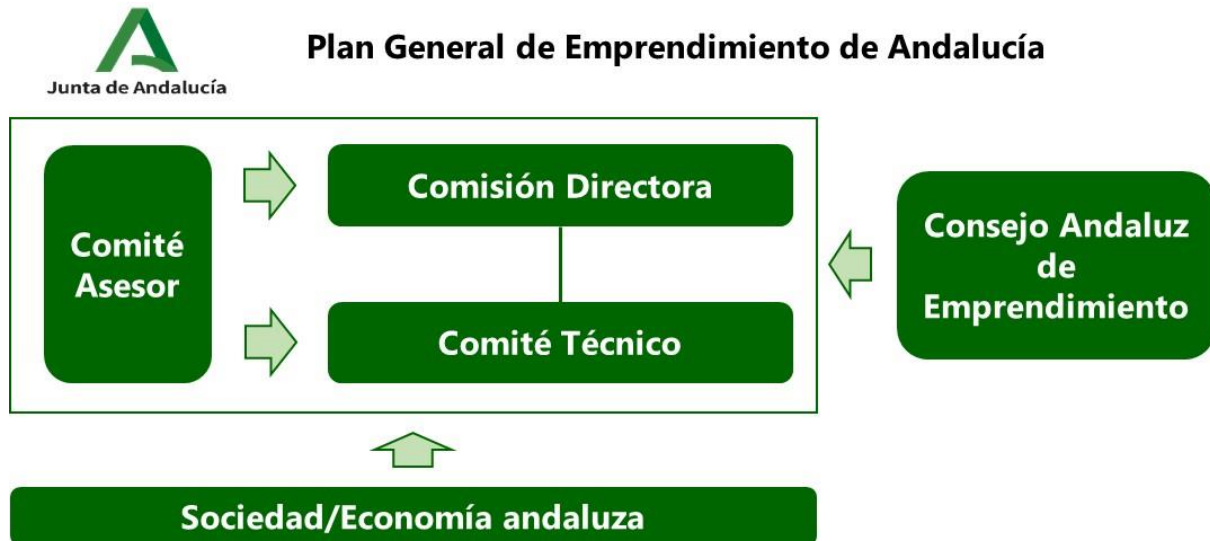 Junta de Andalucía
Plan General de Emprendimiento de Andalucía
Comité
Asesor
Comisión Directora
Comité Técnico
Consejo Andaluz
de
Emprendimiento
Sociedad/Economía andaluza